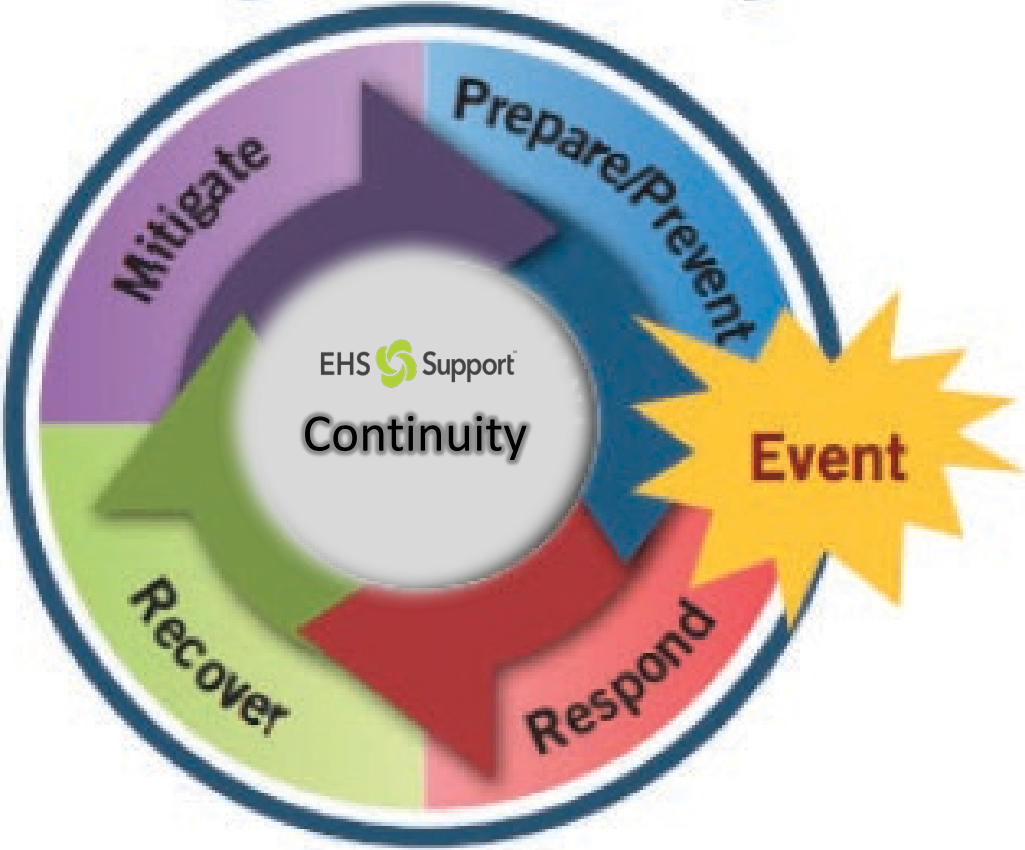 Mitigate
Prepare/Prevent
EHS Support
Continuity
Event
Recover
Respond